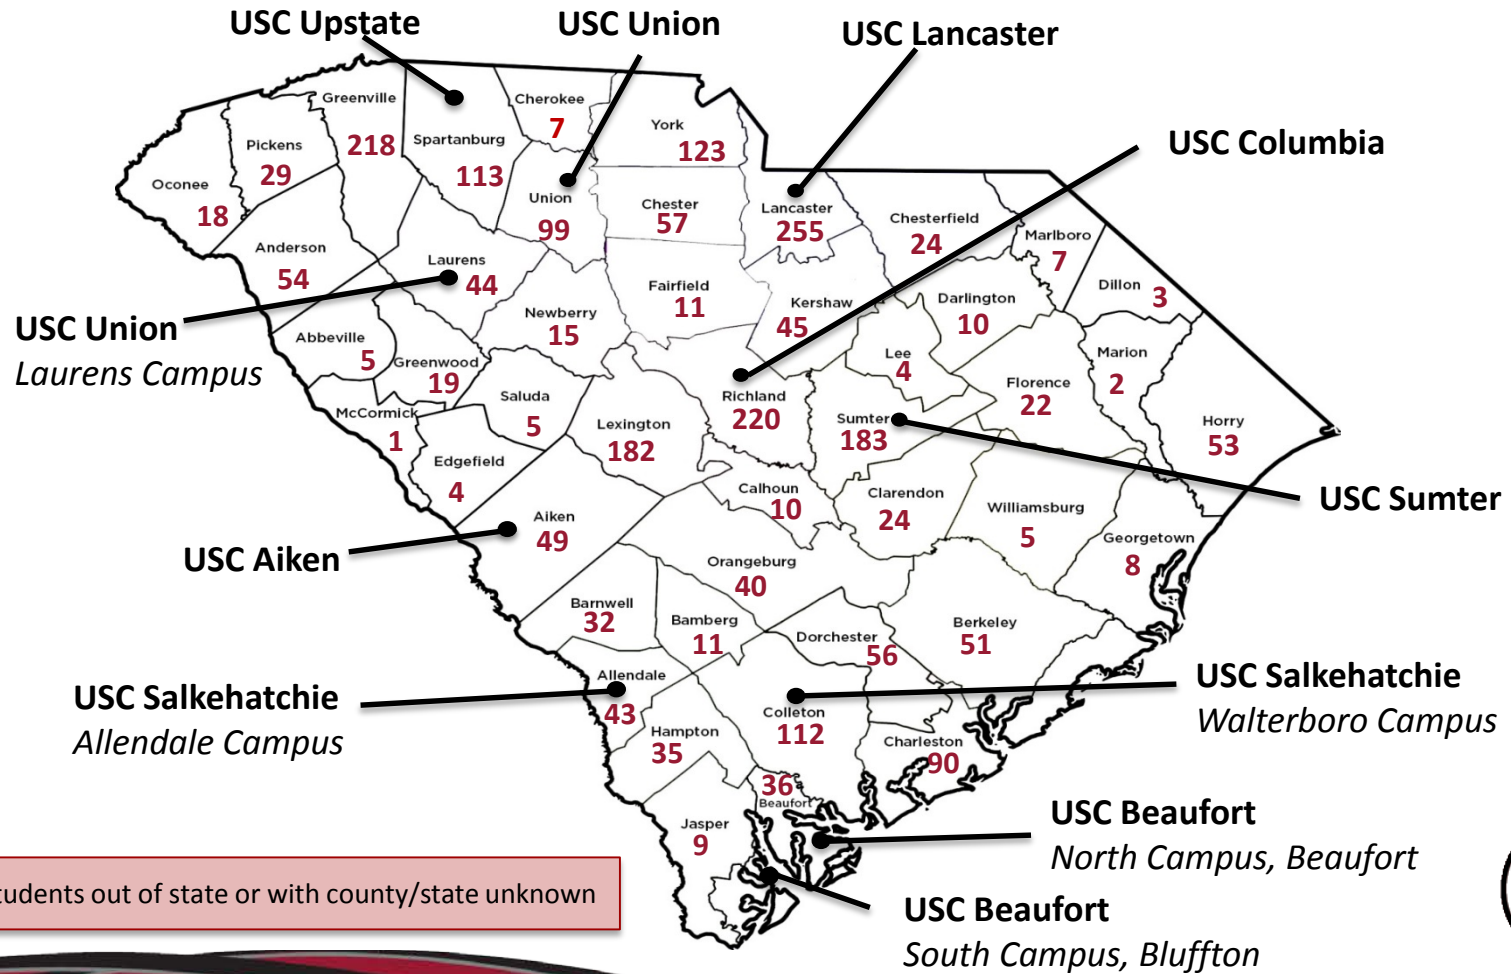 USC Upstate
USC Union
USC Lancaster
USC Columbia
Greenville
218
Cherokee
7
York
123
Pickens
29
Spartanburg
113
Oconee
18
Union
99
Chester
57
Lancaster
255
Chesterfield
24
Marlboro
7
Anderson
54
Laurens
44
Fairfield
11
Kershaw
45
Darlington
10
Dillon
3
USC Union
Laurens Campus
Abbeville
5
Greenwood
19
Newberry
15
Lee
4
Marion
2
McCormick
1
Saluda
5
Lexington
182
Richland
220
Sumter
183
Florence
22
Horry
53
Edgefield
4
Calhoun
10
Clarendon
24
Williamsburg
5
USC Sumter
Aiken
49
USC Aiken
Orangeburg
40
Georgetown
8
Barnwell
32
Bamberg
11
Dorchester
56
Berkeley
51
USC Salkehatchie
Allendale Campus
Allendale
43
Colleton
112
USC Salkehatchie
Walterboro Campus
Hampton
35
Charleston
90
36
Beaufort
Jasper
9
USC Beaufort
North Campus, Beaufort
tudents out of state or with county/state unknown
USC Beaufort
South Campus, Bluffton